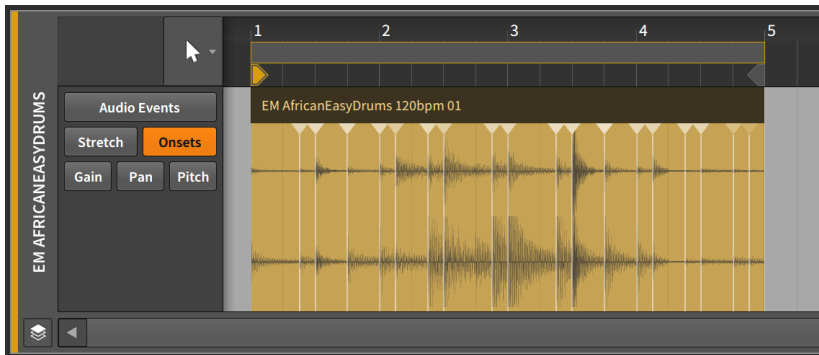 1 2 3 4 5
EM AFRICANEASYDRUMS
Audio Events
EM AfricanEasyDrums 120bpm 01
Stretch Onsets
Gain Pan Pitch